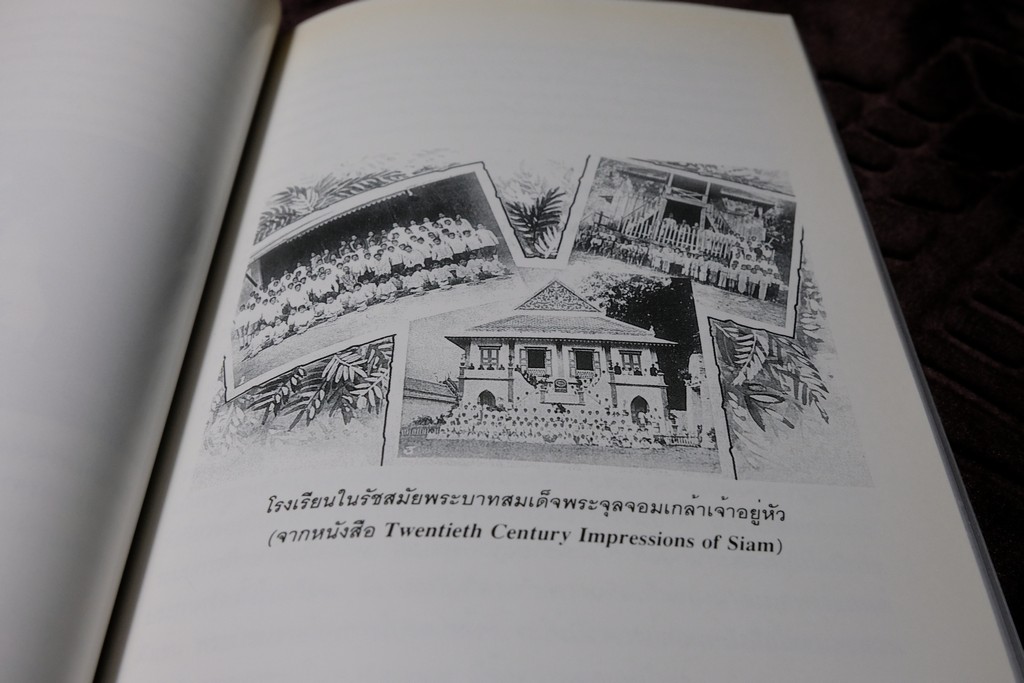 โรงเรียนในรัชสมัยพระบาทสมเด็จพระจุลจอมเกล้าเจ้าอยู่หัว
(จากหนังสือ Twentieth Century Impressions of Siam)